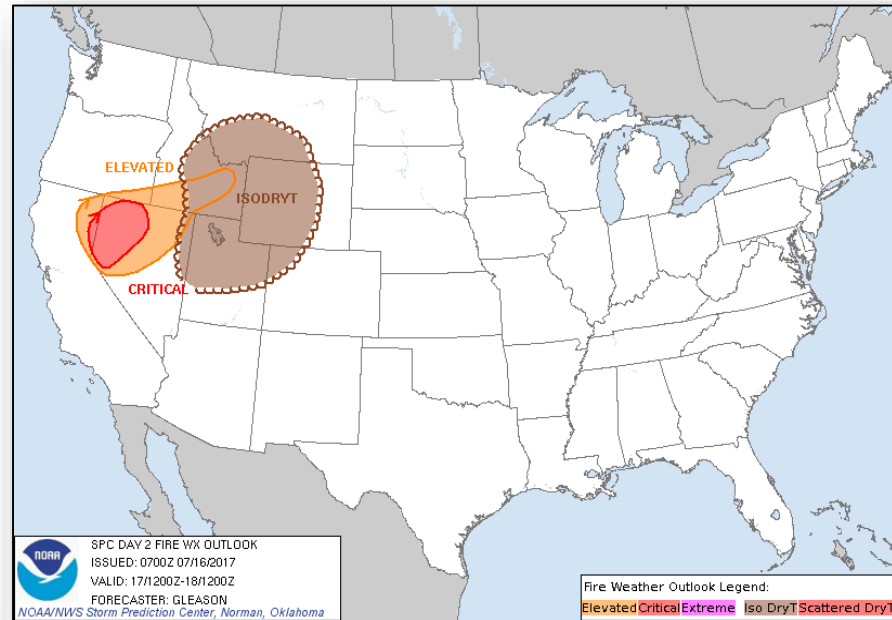 ELEVATED
ISODRYT
CRITICAL
NOAA
SPC DAY 2 FIRE WX OUTLOOK
ISSUED: 0700Z 07/16/2017
VALID: 17/1200Z-18/1200Z
FORECASTER: GLEASON
NOAA/NWS Storm Prediction Center, Norman, Oklahoma
Fire Weather Outlook Legend:
Elevated Critical Extreme Iso DryT Scattered DryT